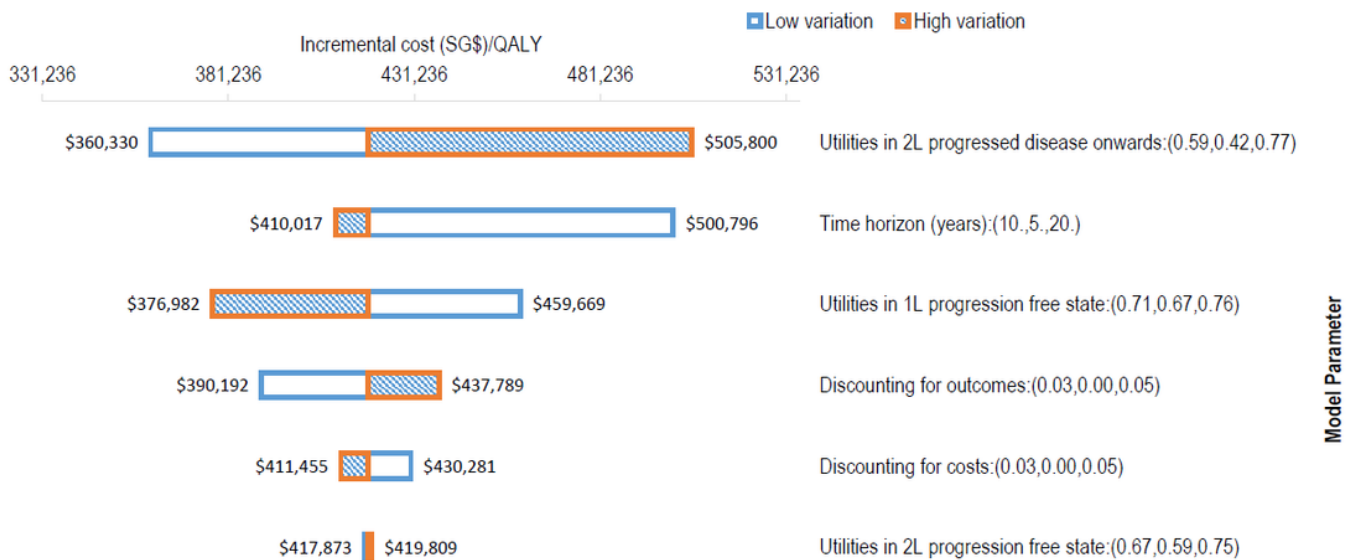 Low variation High variation
Incremental cost (SG$)/QALY
331,236 381,236 431,236 481,236 531,236
$360,330 $505,800 Utilities in 2L progressed disease onwards:(0.59,0.42,0.77)
$410,017 $500,796 Time horizon (years):(10.,5.,20.)
$376,982 $459,669 Utilities in 1L progression free state:(0.71,0.67,0.76)
$390,192 $437,789 Discounting for outcomes:(0.03,0.00,0.05)
$411,455 $430,281 Discounting for costs:(0.03,0.00,0.05)
$417,873 $419,809 Utilities in 2L progression free state:(0.67,0.59,0.75)
Model Parameter